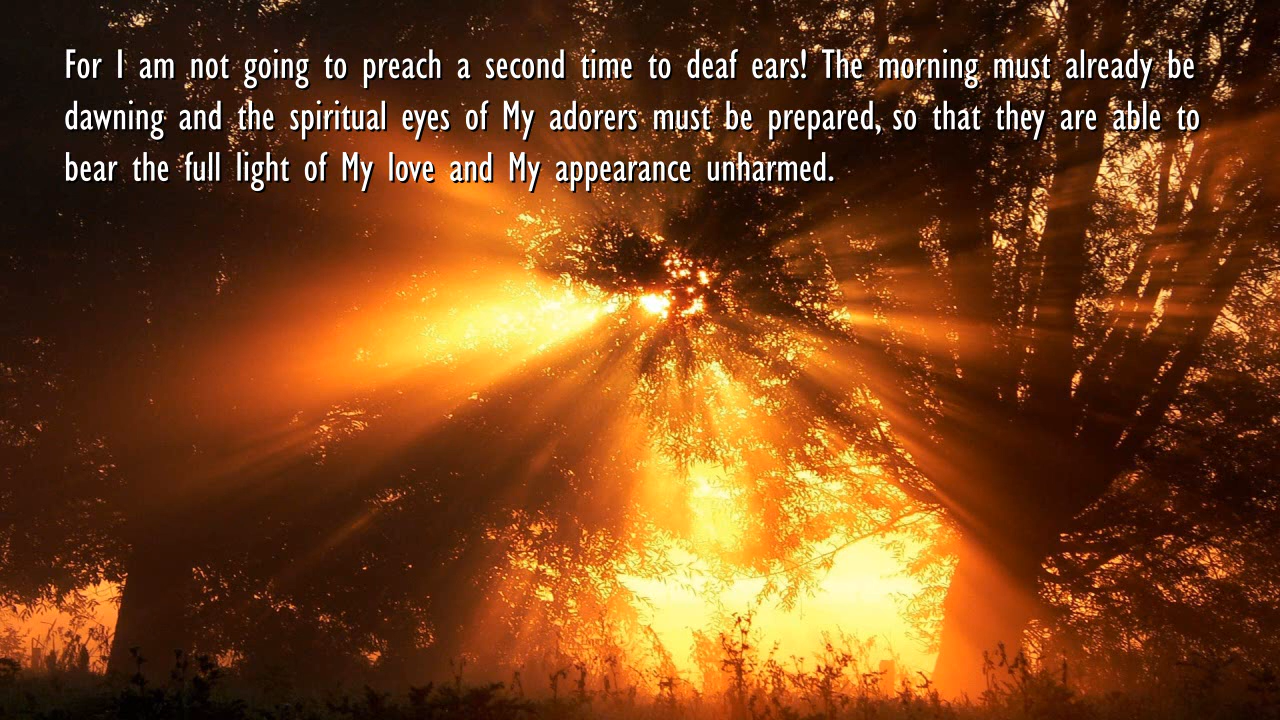 For I am not going to preach a second time to deaf ears! The morning must already be
dawning and the spiritual eyes of My adorers must be prepared, so that they are able to
bear the full light of My love and My appearance unharmed.